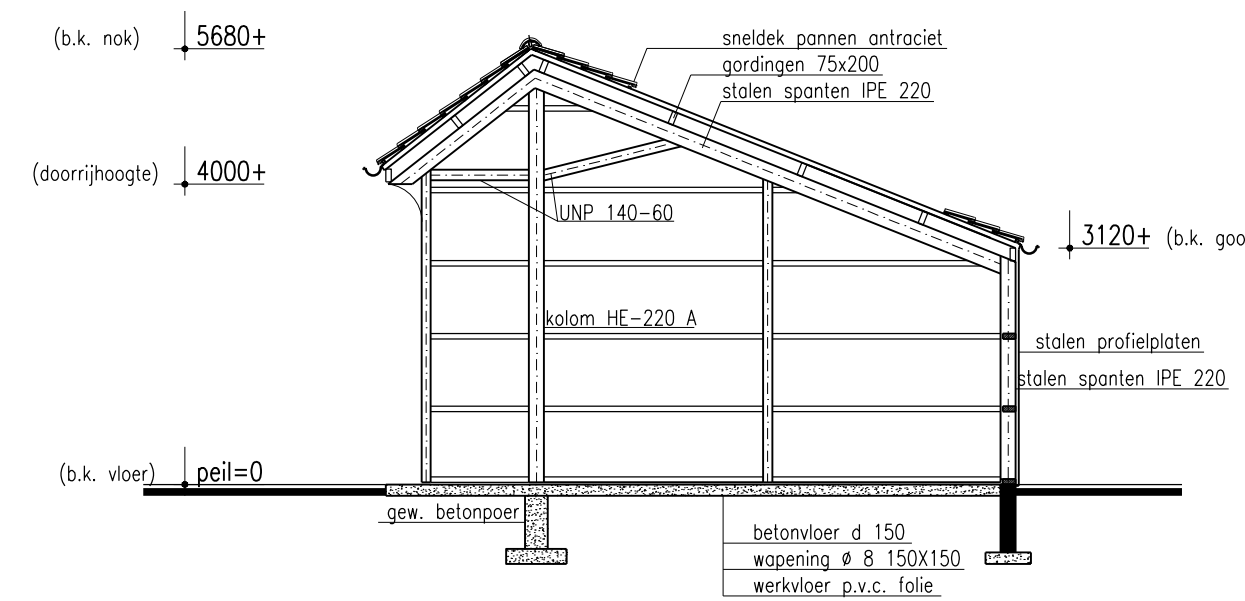 (b.k. nok) 5680+
sneldek pannen antraciet
gordingen 75x200
stalen spanten IPE 220
(doorrijhoogte) 4000+
UNP 140-60
3120+ (b.k. goo
kolom HE-220 A
stalen profielplaten
stalen spanten IPE 220
(b.k. vloer) peil=0
gew. betonpoer
betonvloer d 150
wapening ø 8 150X150
werkvloer p.v.c. folie